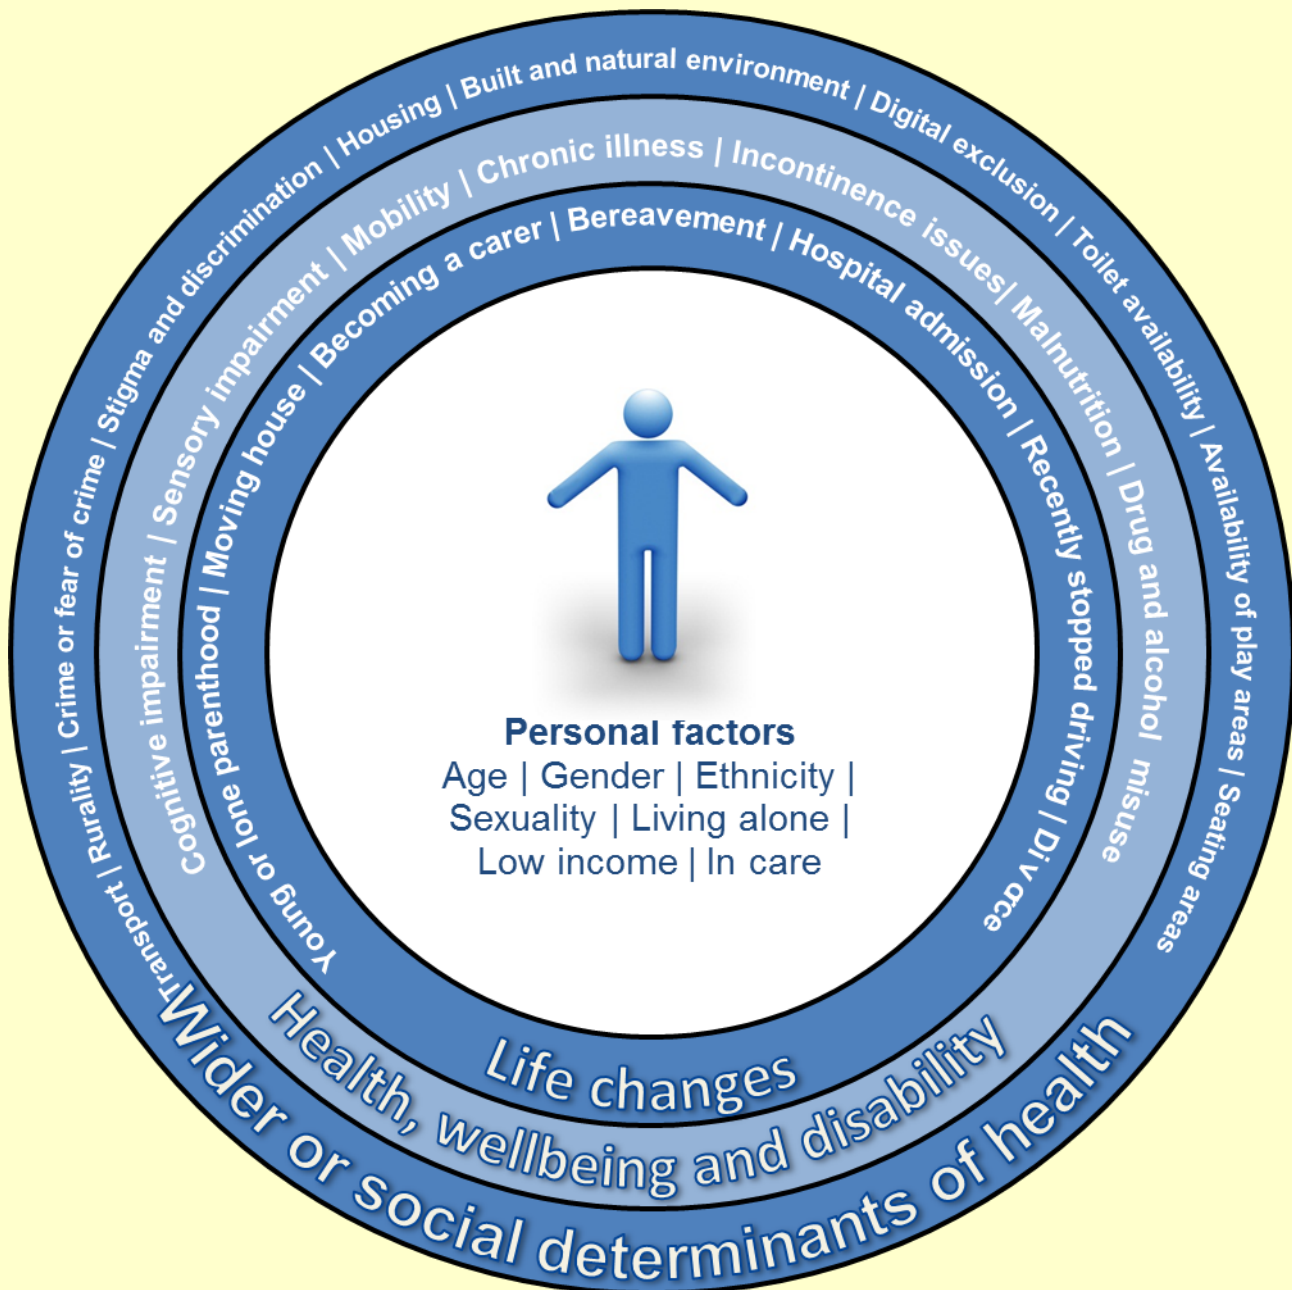 Transport | Rurality | Crime or fear of crime | Stigma and discrimination | Housing | Built and natural environment | Digital exclusion | Toilet availability | Availability of play areas | Seating areas
Cognitive impairment | Sensory impairment | Mobility | Chronic illness | Incontinence issues| Malnutrition | Drug and alcohol misuse
Young or lone parenthood | Moving house | Becoming a carer | Bereavement | Hospital admission | Recently stopped driving | Divorce
Personal factors
Age | Gender | Ethnicity |
Sexuality | Living alone |
Low income | In care
Life changes
Health, wellbeing and disability
Wider or social determinants of health